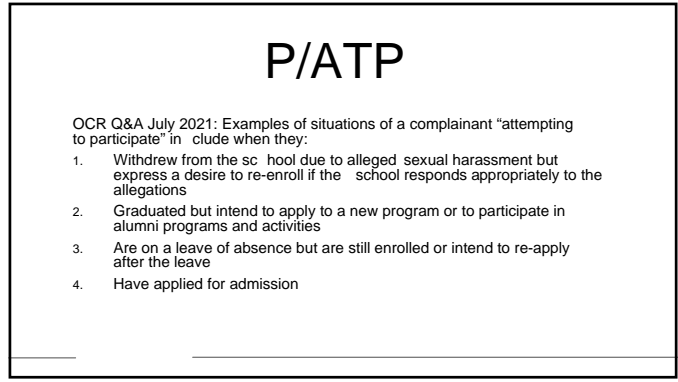 P/ATP
OCR Q&A July 2021: Examples of situations of a complainant “attempting
to participate” in clude when they:
1. Withdrew from the sc hool due to alleged sexual harassment but
express a desire to re-enroll if the school responds appropriately to the
allegations
2. Graduated but intend to apply to a new program or to participate in
alumni programs and activities
3. Are on a leave of absence but are still enrolled or intend to re-apply
after the leave
4. Have applied for admission